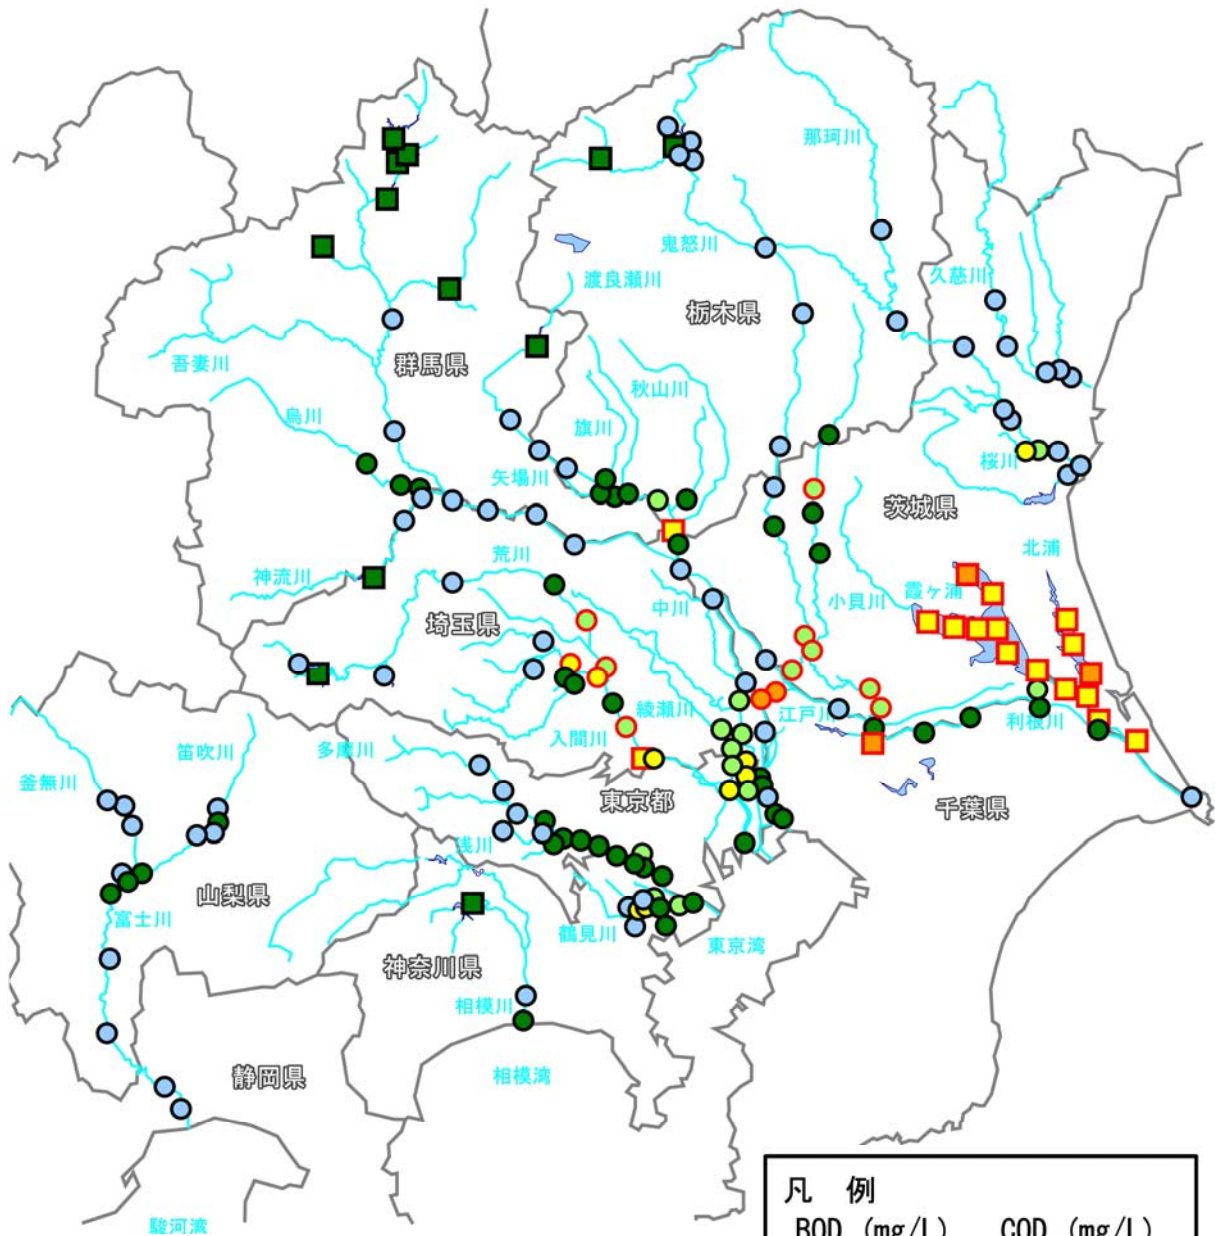 那珂川
鬼怒川
久慈川
渡良瀬川
栃木県
吾妻川
群馬県
秋山川
烏川
旗川
桜川
矢場川
茨城県
荒川
北浦
神流川
中川
霞ヶ浦
小貝川
埼玉県
綾瀬川
江戸川
利根川
笛吹川
多摩川
入間川
釜無川
東京都
千葉県
浅川
山梨県
富士川
鶴見川
東京湾
神奈川県
相模川
静岡県
相模湾
凡 例
BOD (mg/L) COD (mg/L)
駿河湾